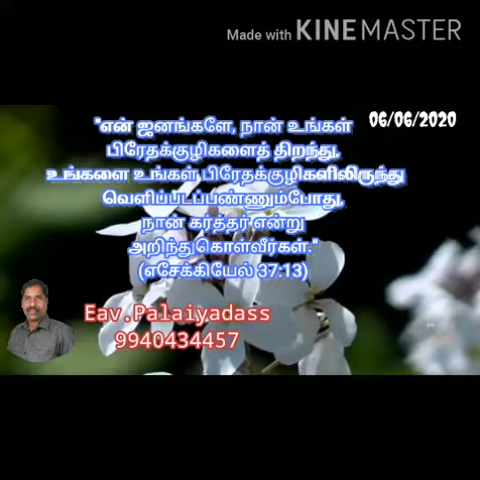 Made with KINEMASTER
06/06/2020
"என் ஜனங்களே, நான் உங்கள்
பிரேதக்குழிகளைத் திறந்து,
உங்களை உங்கள் பிரேதக்குழிகளிலிருந்து
வெளிப்படப்பண்ணும்போது,
நான் கர்த்தர் என்று
அறிந்துகொள்வீர்கள்."
(எசேக்கியேல் 37:13)
Eav.Palaiyadass
9940434457